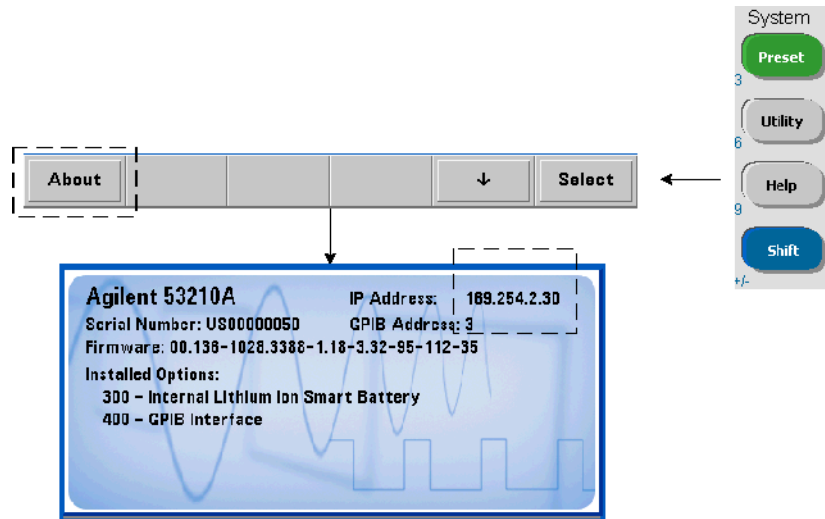 System
Preset
3
Utility
6
Help
9
Shift
+/-
About ↓ Select
Agilent 53210A IP Address: 169.254.2.30
Serial Number: US00000050 GPIB Address: 3
Firmware: 00.136-1028.3388-1.18-3.32-95-112-35
Installed Options:
300 - Internal Lithium Ion Smart Battery
400 - GPIB Interface